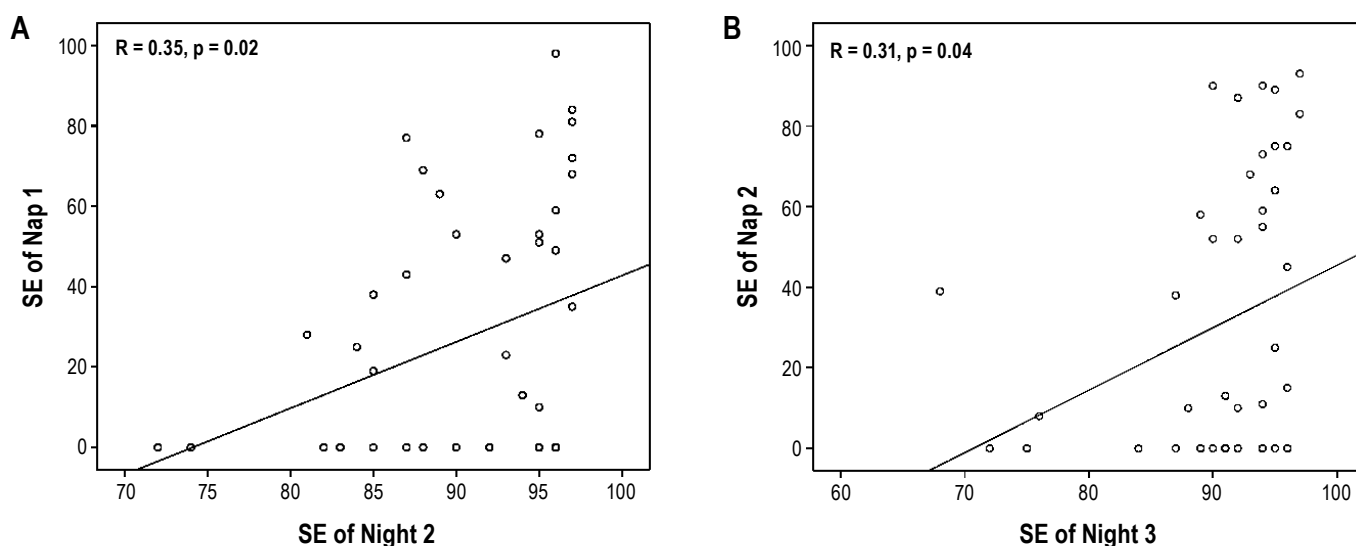 A
R = 0.35, p = 0.02
SE of Nap 1
100
80
60
40
20
0
70 75 80 85 90 95 100
SE of Night 2
B
R = 0.31, p = 0.04
SE of Nap 2
100
80
60
40
20
0
60 70 80 90 100
SE of Night 3